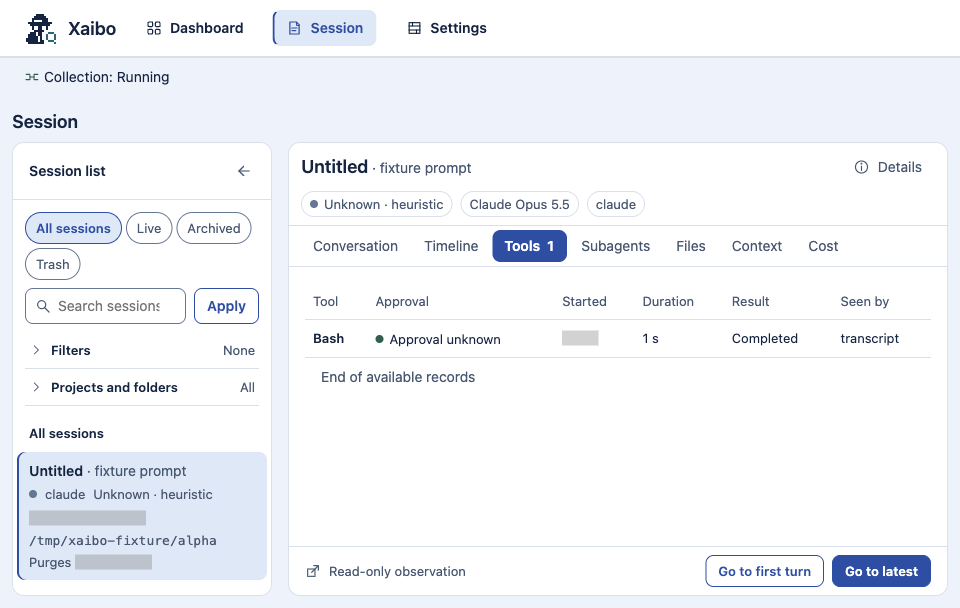 Xaibo Dashboard Session Settings
Collection: Running
Session
Session list
All sessions Live Archived
Trash
Search sessions Apply
Filters None
Projects and folders All
All sessions
Untitled · fixture prompt
claude Unknown · heuristic
/tmp/xaibo-fixture/alpha
Purges
Untitled · fixture prompt Details
Unknown · heuristic Claude Opus 5.5 claude
Conversation Timeline Tools 1 Subagents Files Context Cost
Tool Approval Started Duration Result Seen by
Bash Approval unknown 1 s Completed transcript
End of available records
Read-only observation Go to first turn Go to latest